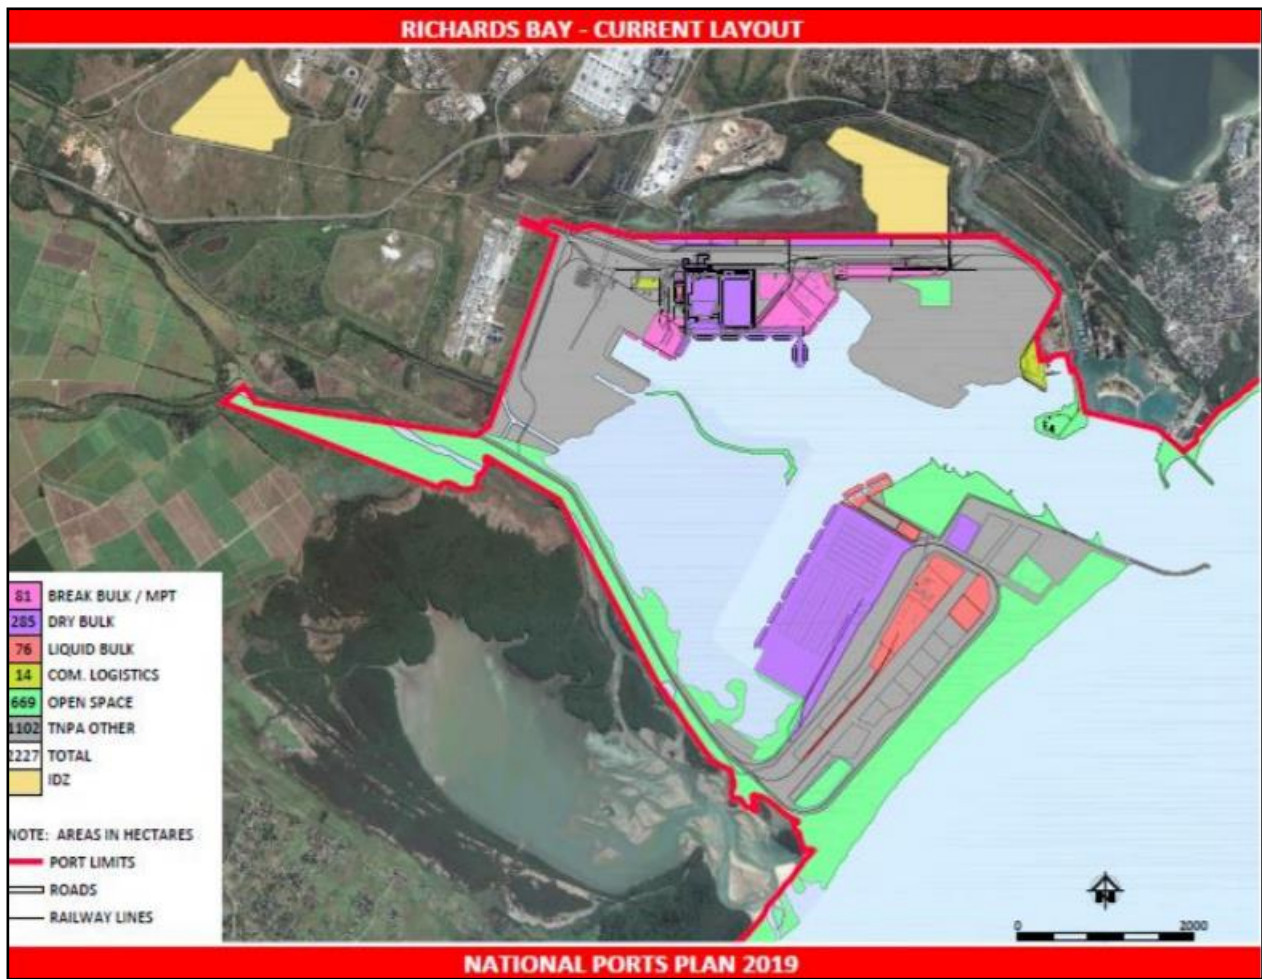 RICHARDS BAY - CURRENT LAYOUT
81 BREAK BULK / MPT
285 DRY BULK
76 LIQUID BULK
14 COM. LOGISTICS
669 OPEN SPACE
1102 TNPA OTHER
2227 TOTAL
IDZ
NOTE: AREAS IN HECTARES
PORT LIMITS
ROADS
RAILWAY LINES
N
0 2000
NATIONAL PORTS PLAN 2019